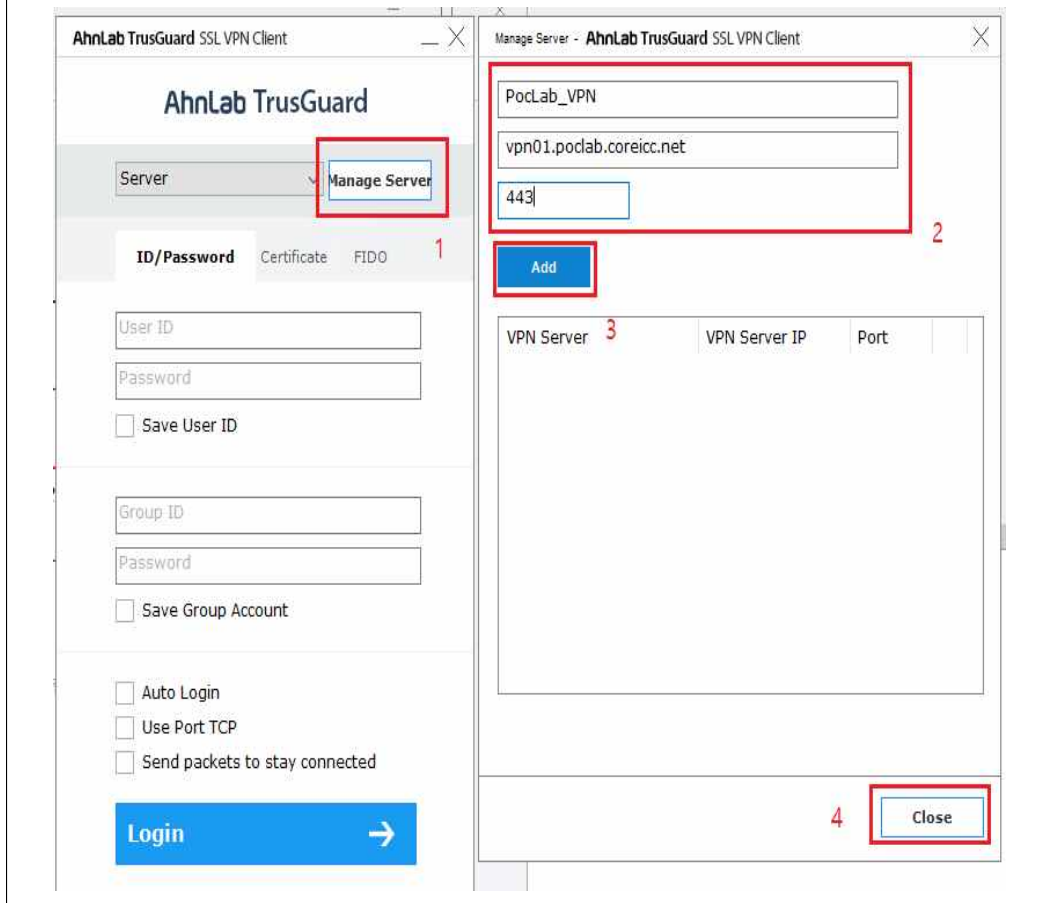 AhnLab TrusGuard SSL VPN Client
AhnLab TrusGuard
Server
Manage Server
1
ID/Password Certificate FIDO
User ID
Password
Save User ID
Group ID
Password
Save Group Account
Auto Login
Use Port TCP
Send packets to stay connected
Login
Manage Server - AhnLab TrusGuard SSL VPN Client
PocLab_VPN
vpn01.poclab.coreicc.net
443
2
Add
3
VPN Server VPN Server IP Port
4
Close